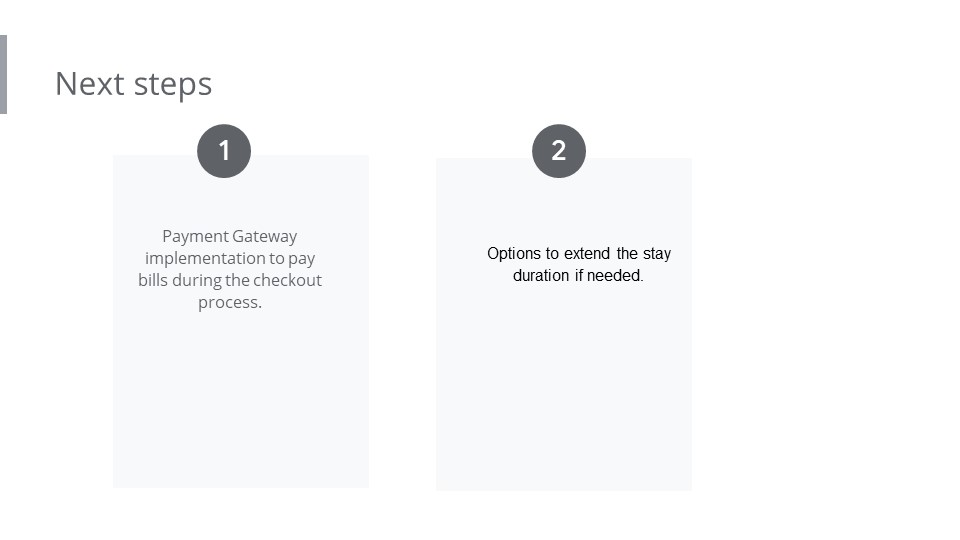 Next steps
1
Payment Gateway
implementation to pay
bills during the checkout
process.
2
Options to extend the stay
duration if needed.